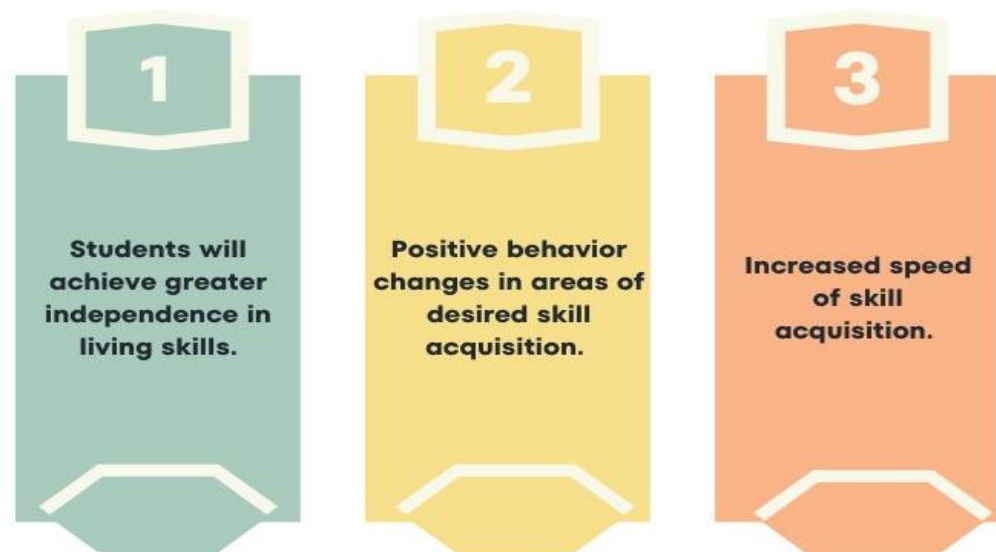 1
Students will
achieve greater
independence in
living skills.
2
Positive behavior
changes in areas of
desired skill
acquisition.
3
Increased speed
of skill
acquisition.